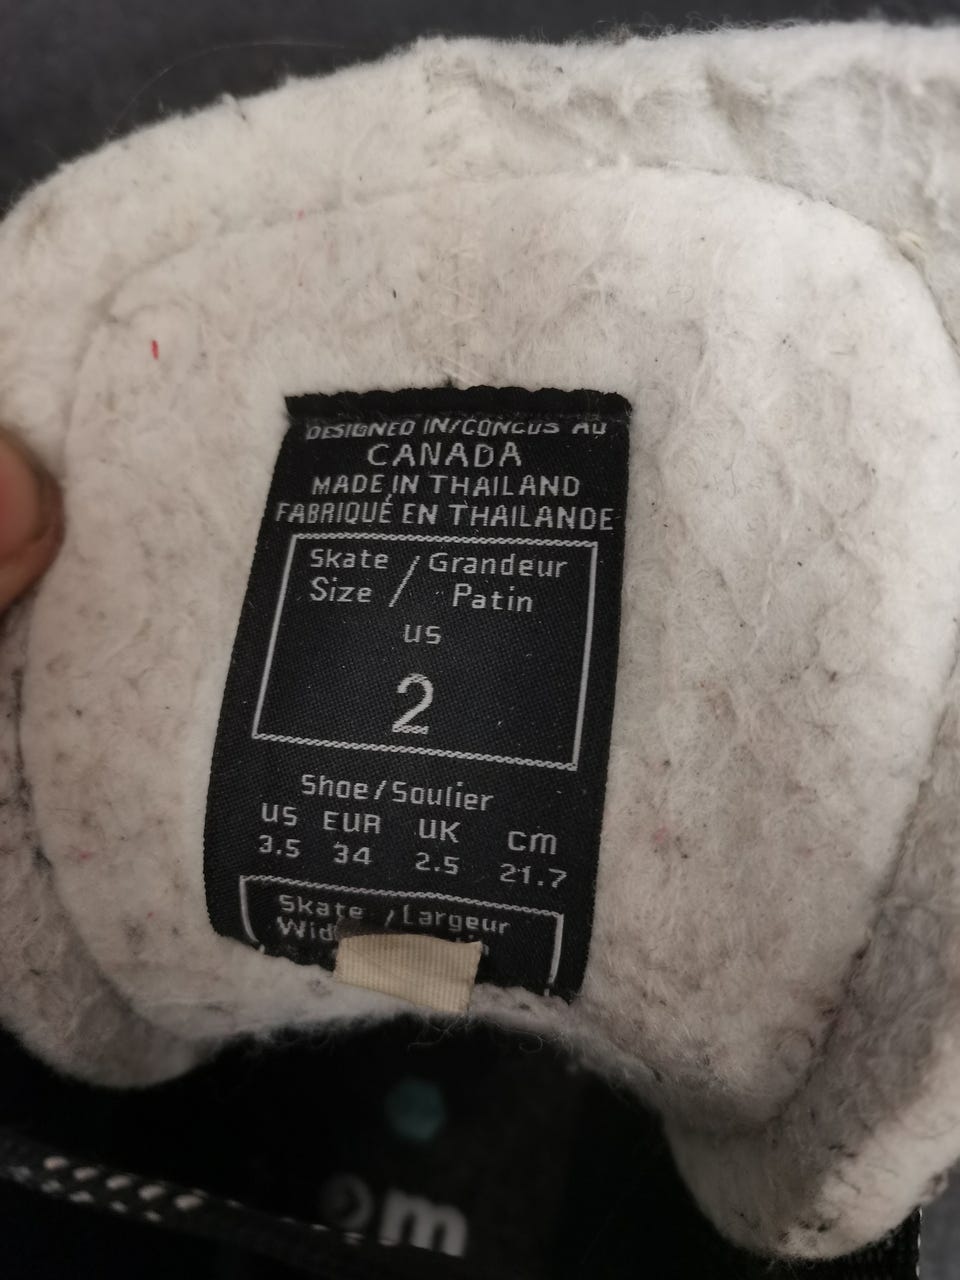 DESIGNED IN/CONCUS AU
CANADA
MADE IN THAILAND
FABRIQUÉ EN THAILANDE
Skate / Grandeur
Size / Patin
US
2
Shoe/Soulier
US EUR UK cm
3.5 34 2.5 21.7
Skate / Largeur